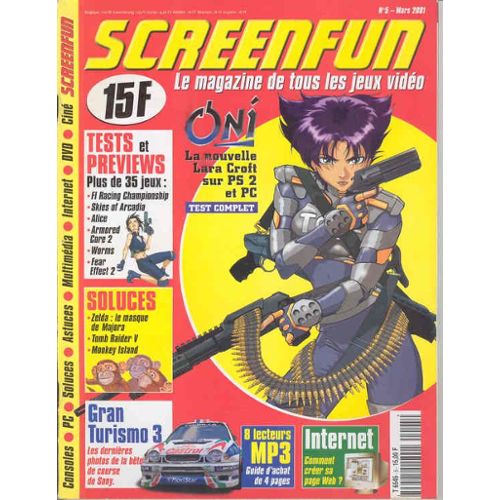 SCREENFUN
N°5 - Mars 2001
Le magazine de tous les jeux vidéo
15F
Oni
La nouvelle
Lara Croft
sur PS 2
et PC
TEST COMPLET
TESTS et
PREVIEWS
Plus de 35 jeux :
• F1 Racing Championship
• Skies of Arcadia
• Alice
• Armored
Core 2
• Worms
• Fear
Effect 2
SOLUCES
• Zelda : le masque
de Majora
• Tomb Raider V
• Monkey Island
Gran
Turismo 3
Les dernières
photos de la bête
de course
de Sony.
8 lecteurs
MP3
Guide d'achat
de 4 pages
Internet
Comment
créer sa
page Web ?
Consoles • PC • Soluces • Astuces • Multimédia • Internet • DVD • Ciné SCREENFUN